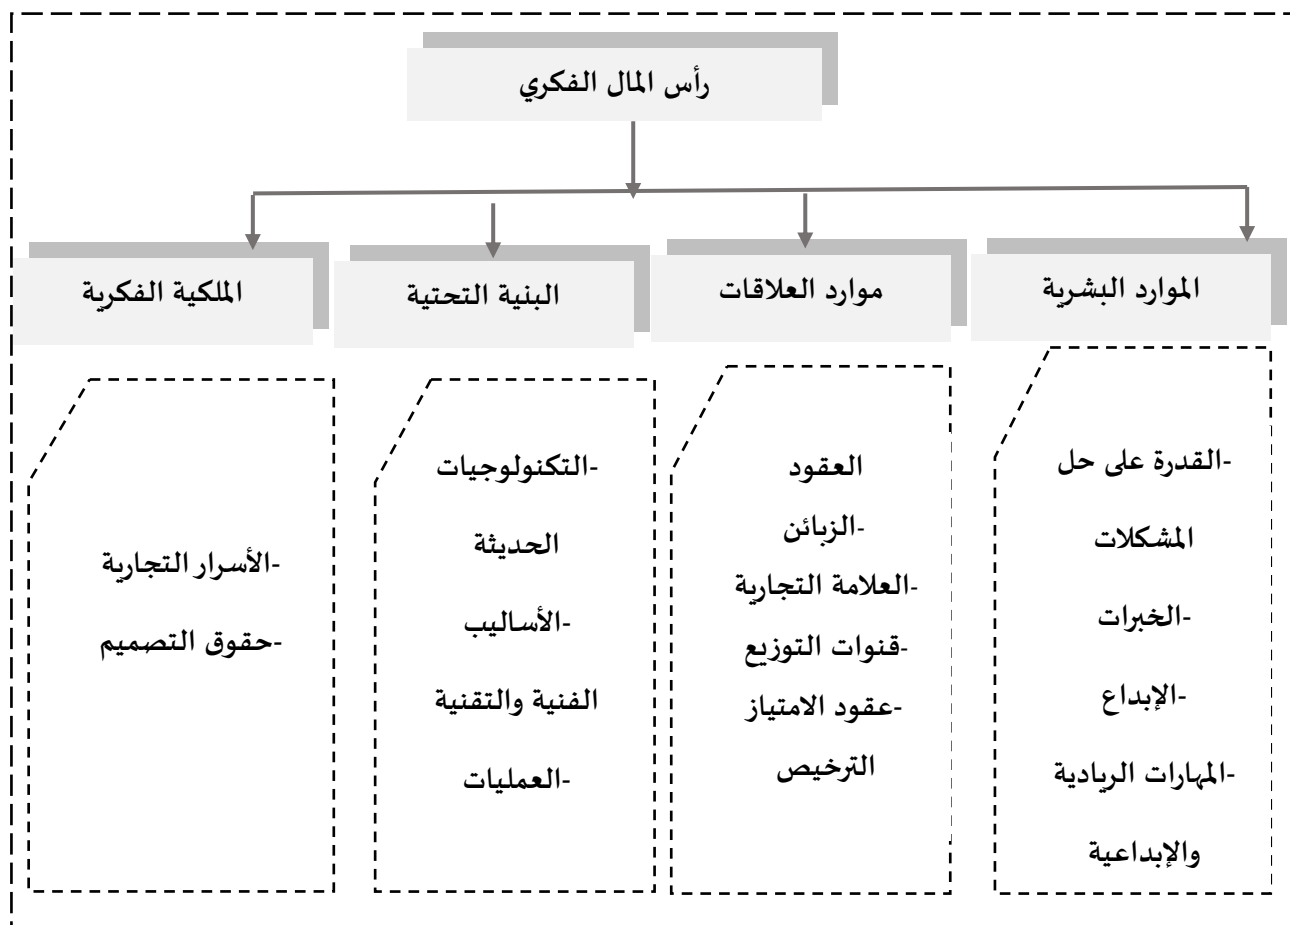 رأس المال الفكري
الموارد البشرية
موارد العلاقات
البنية التحتية
الملكية الفكرية
-القدرة على حل
المشكلات
-الخبرات
-الإبداع
-المهارات الريادية
والإبداعية
العقود
-الزبائن
-العلامة التجارية
-قنوات التوزيع
-عقود الامتياز
الترخيص
-التكنولوجيات
الحديثة
-الأساليب
الفنية والتقنية
-العمليات
-الأسرار التجارية
-حقوق التصميم